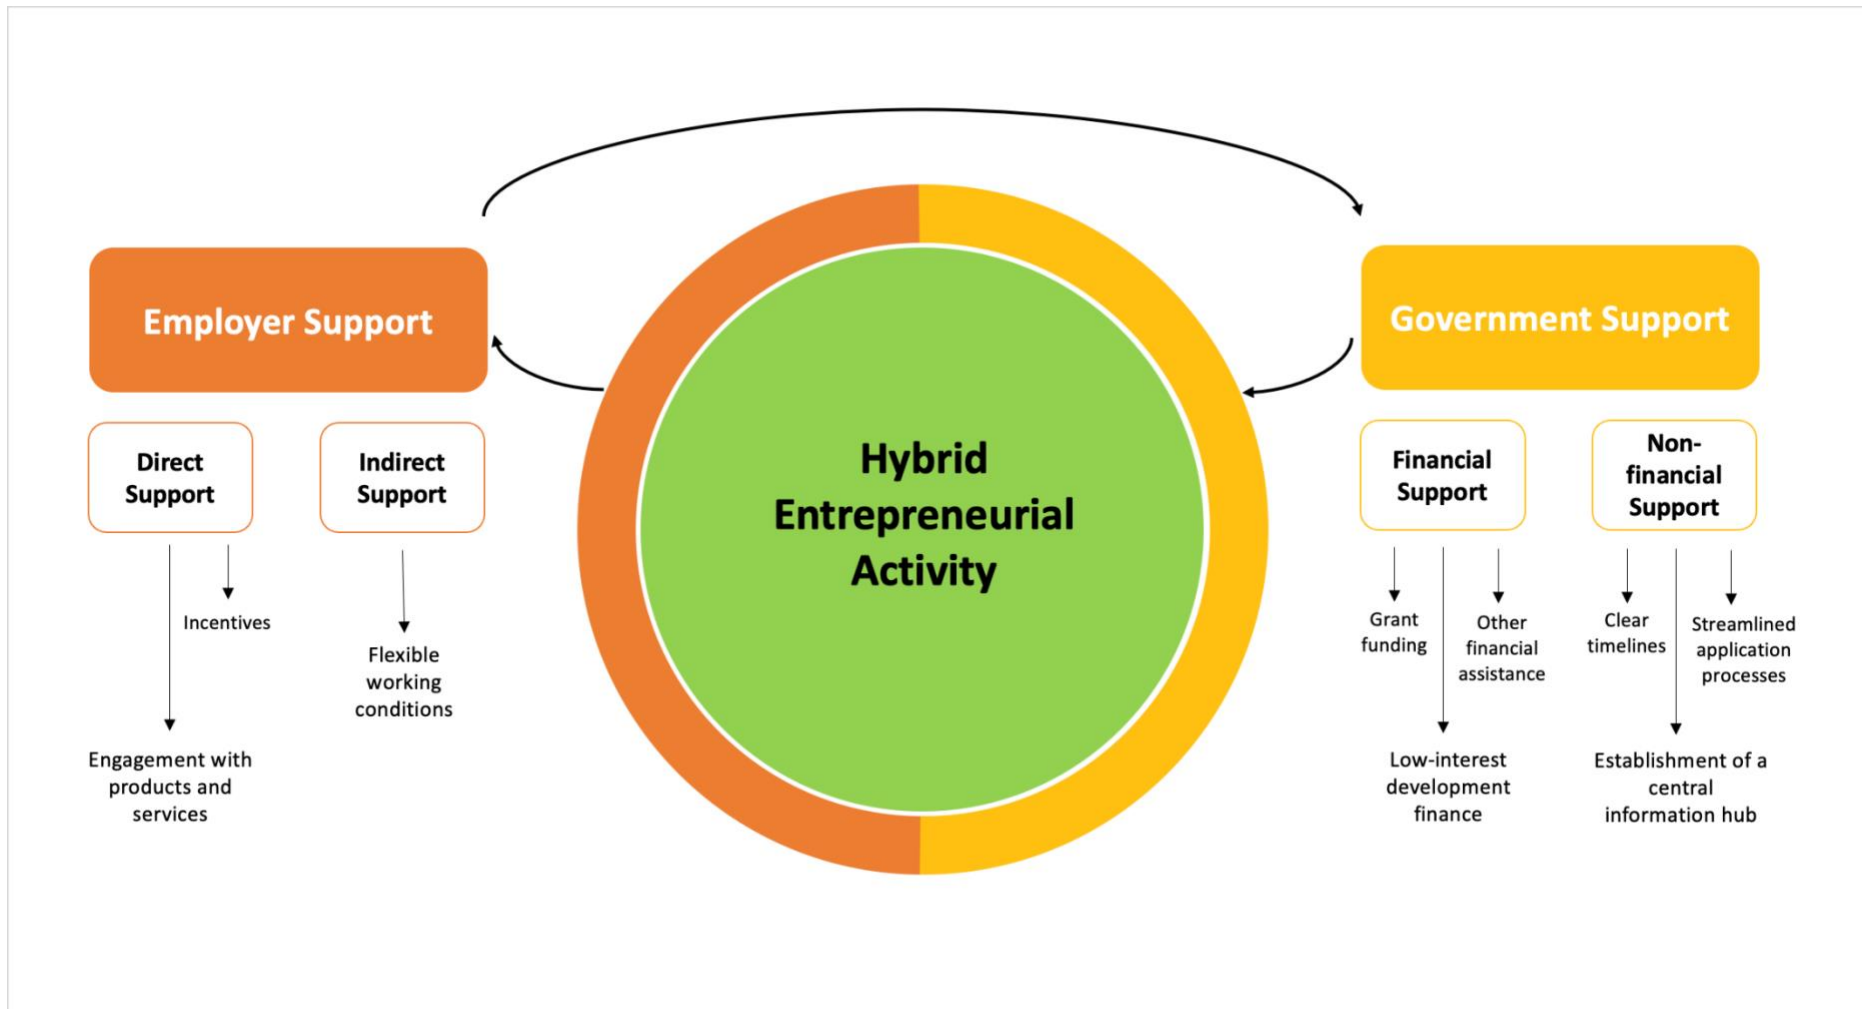 Employer Support
Direct
Support
Indirect
Support
Incentives
Flexible
working
conditions
Engagement with
products and
services
Hybrid
Entrepreneurial
Activity
Government Support
Financial
Support
Non-
financial
Support
Grant
funding
Other
financial
assistance
Low-interest
development
finance
Clear
timelines
Streamlined
application
processes
Establishment of a
central
information hub